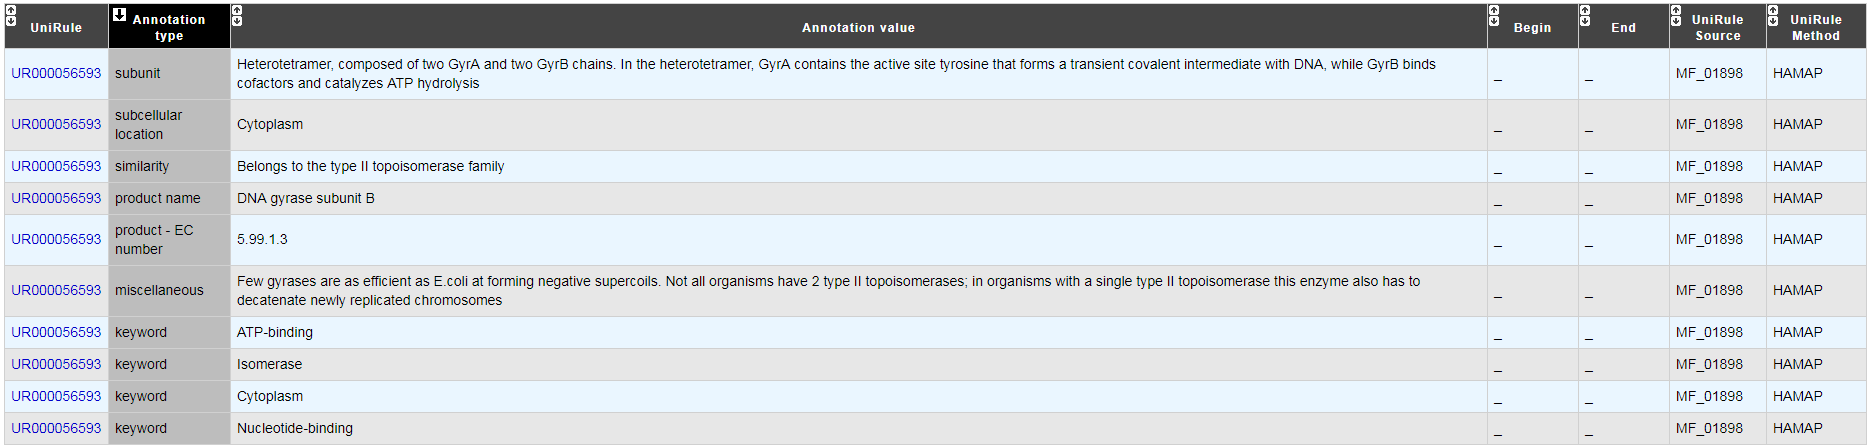 UniRule Annotation type Annotation value Begin End UniRule Source UniRule Method
UR000056593 subunit Heterotetramer, composed of two GyrA and two GyrB chains. In the heterotetramer, GyrA contains the active site tyrosine that forms a transient covalent intermediate with DNA, while GyrB binds
cofactors and catalyzes ATP hydrolysis _ _ MF_01898 HAMAP
UR000056593 subcellular location Cytoplasm _ _ MF_01898 HAMAP
UR000056593 similarity Belongs to the type II topoisomerase family _ _ MF_01898 HAMAP
UR000056593 product name DNA gyrase subunit B _ _ MF_01898 HAMAP
UR000056593 product - EC number 5.99.1.3 _ _ MF_01898 HAMAP
UR000056593 miscellaneous Few gyrases are as efficient as E.coli at forming negative supercoils. Not all organisms have 2 type II topoisomerases; in organisms with a single type II topoisomerase this enzyme also has to
decatenate newly replicated chromosomes _ _ MF_01898 HAMAP
UR000056593 keyword ATP-binding _ _ MF_01898 HAMAP
UR000056593 keyword Isomerase _ _ MF_01898 HAMAP
UR000056593 keyword Cytoplasm _ _ MF_01898 HAMAP
UR000056593 keyword Nucleotide-binding _ _ MF_01898 HAMAP